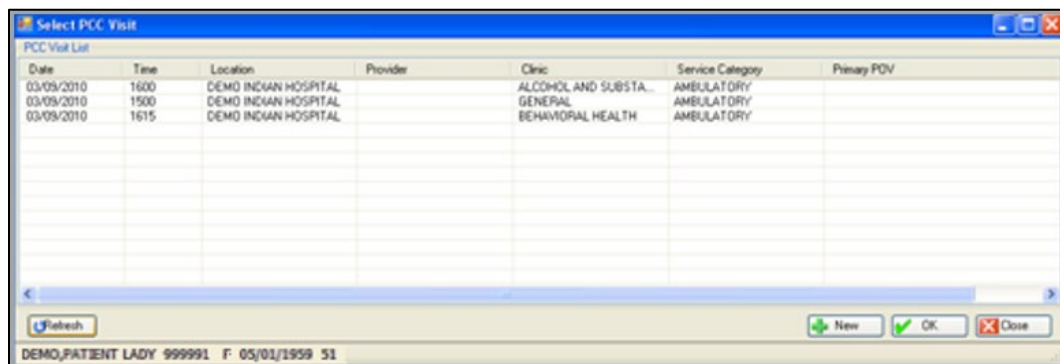 Select PCC Visit
PCC Visit List
Date Time Location Provider Clinic Service Category Primary POV
03/09/2010 1600 DEMO INDIAN HOSPITAL ALCOHOL AND SUBSTA... AMBULATORY
03/09/2010 1500 DEMO INDIAN HOSPITAL GENERAL AMBULATORY
03/09/2010 1615 DEMO INDIAN HOSPITAL BEHAVIORAL HEALTH AMBULATORY
Refresh New OK Close
DEMO,PATIENT LADY 999991 F 05/01/1959 51